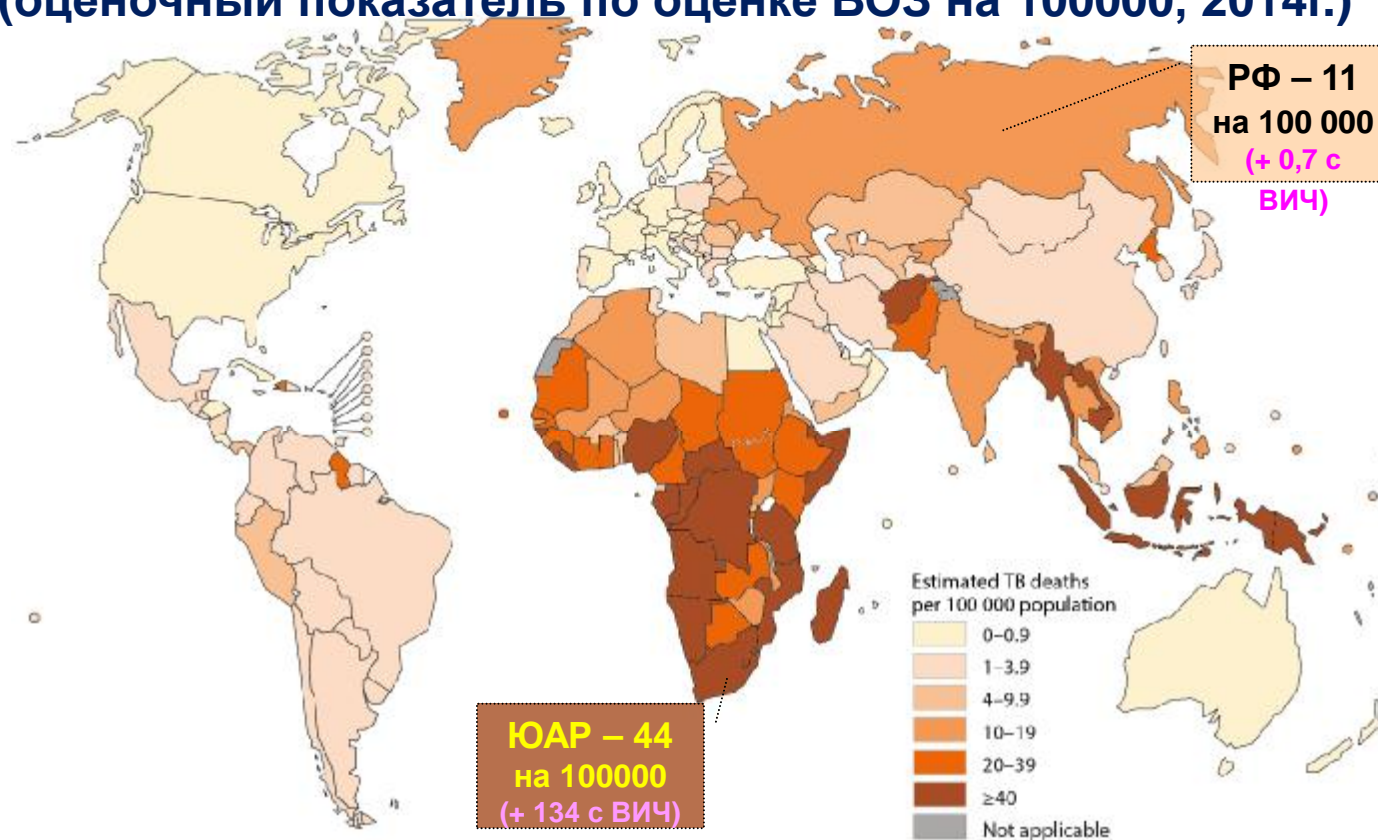 (оценочный показатель по оценке ВОЗ на 100000, 2014г.)
РФ – 11
на 100 000
(+ 0,7 с
ВИЧ)
Estimated TB deaths
per 100 000 population
0–0.9
1–3.9
4–9.9
10–19
20–39
≥40
Not applicable
ЮАР – 44
на 100000
(+ 134 с ВИЧ)